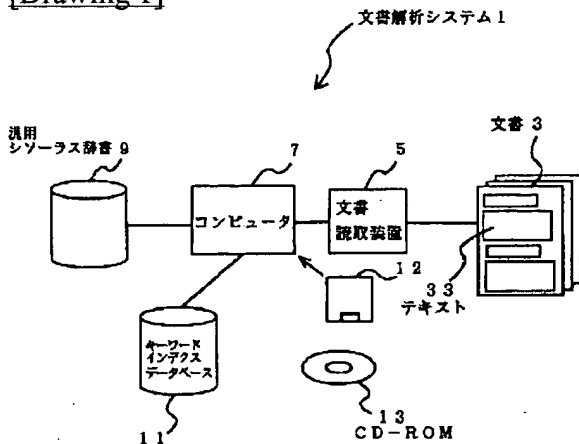 [Drawing 1]
文書解析システム1
汎用
シソーラス辞書9
7
5
文書3
コンピュータ
文書
読取装置
12
33
テキスト
キーワード
インデクス
データベース
11
13
CD-ROM